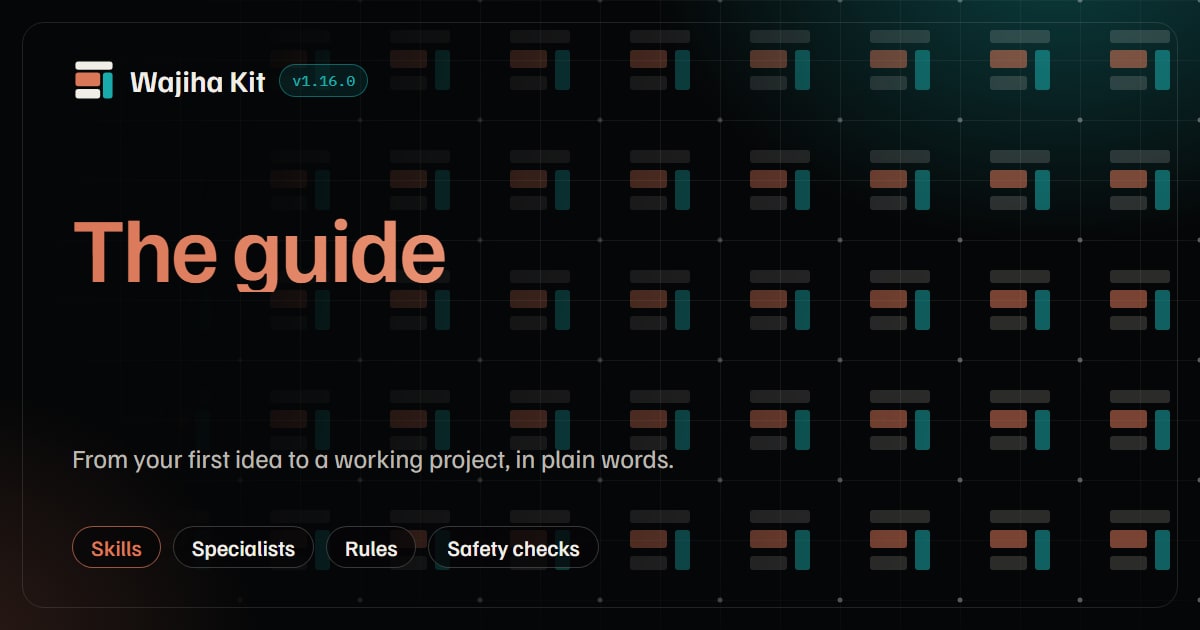 Wajiha Kit v1.16.0
The guide
From your first idea to a working project, in plain words.
Skills Specialists Rules Safety checks